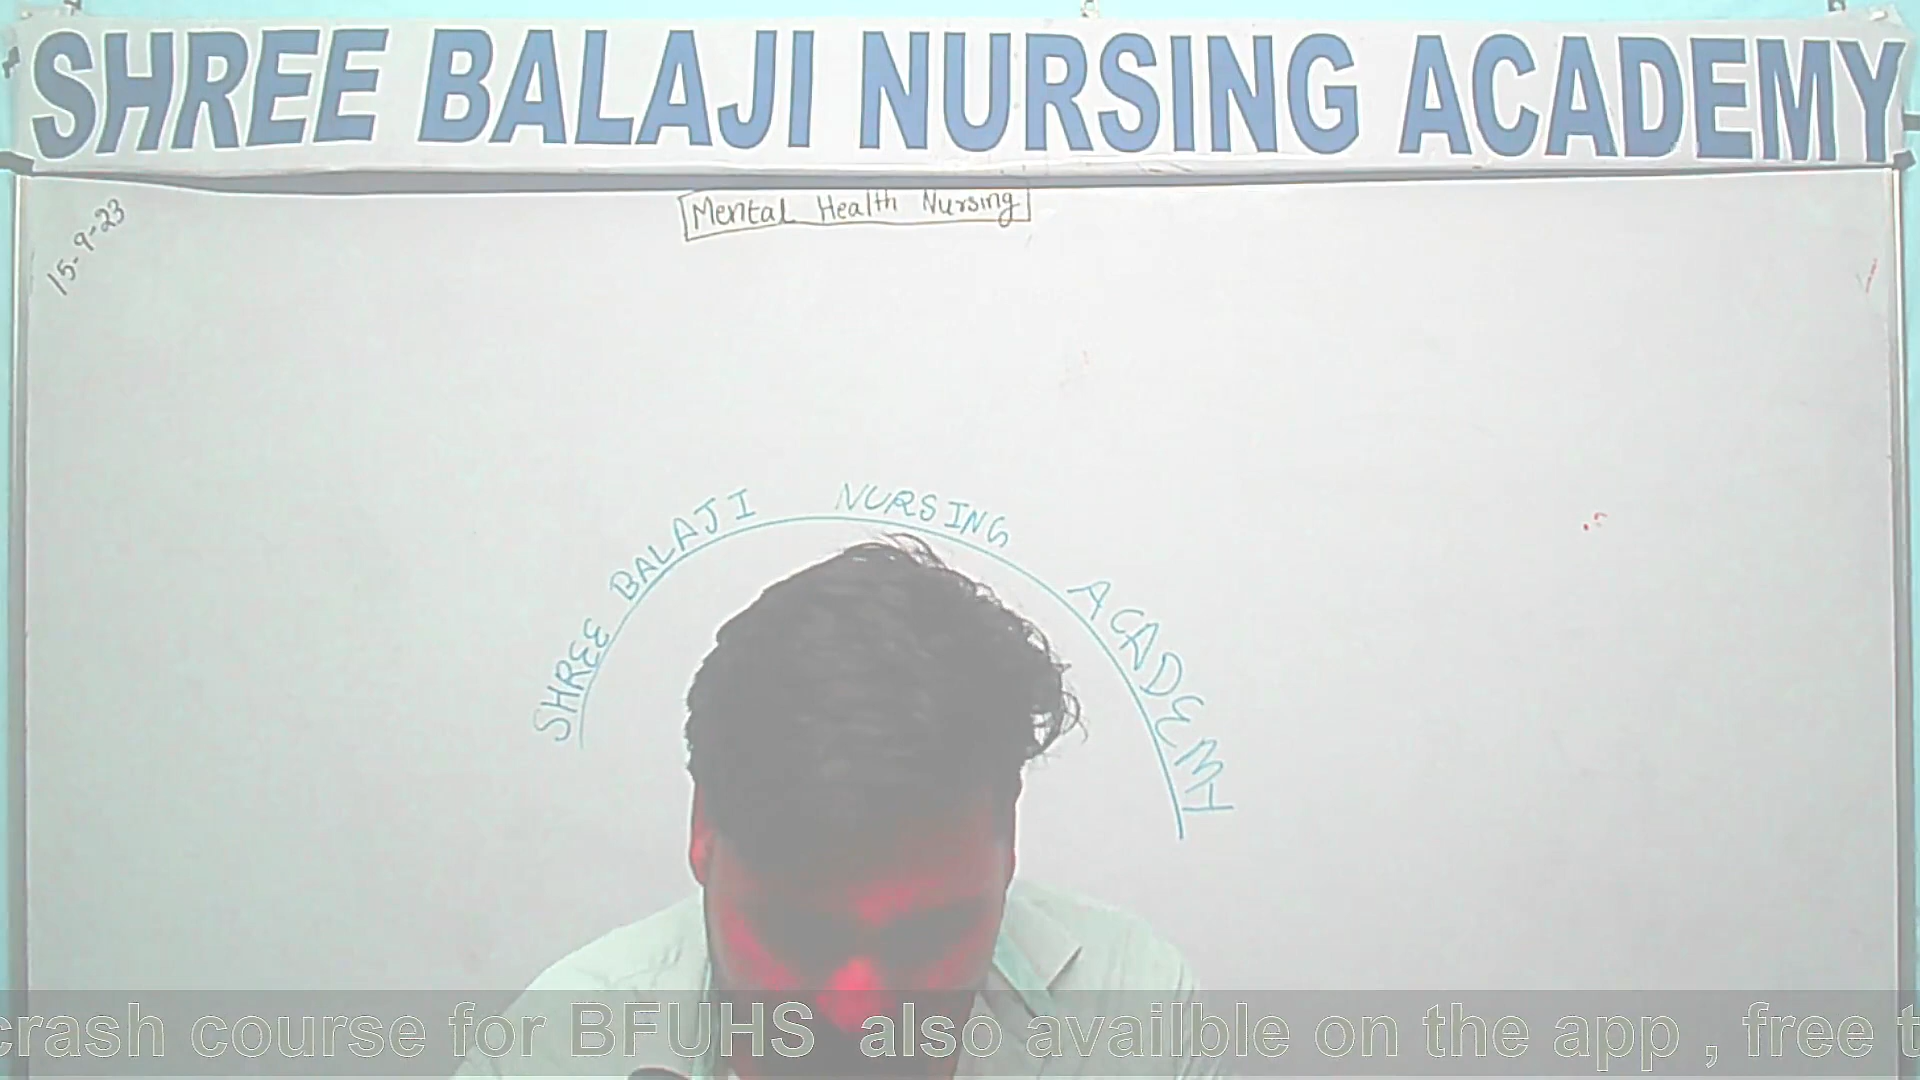 SHREE BALAJI NURSING ACADEMY
Mental Health Nursing
15-9-23
SHREE BALAJI NURSING ACADEMY
crash course for BFUHS also availble on the app , free t